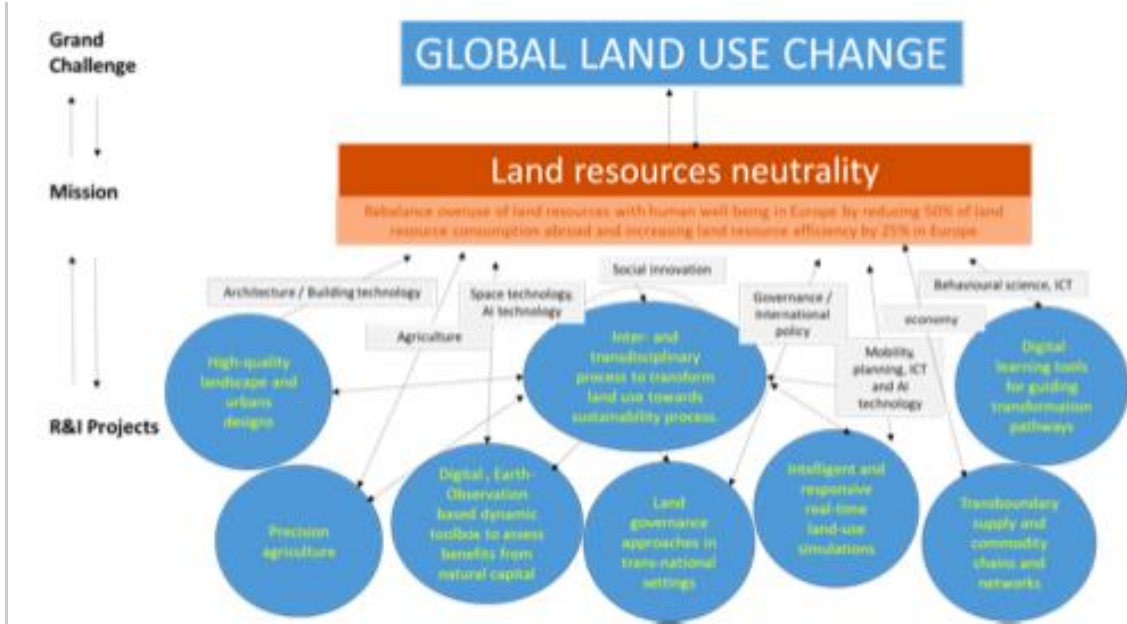 Grand
Challenge
GLOBAL LAND USE CHANGE
Mission
Land resources neutrality
Rebalance overuse of land resources with human well being in Europe by reducing 50% of land
resource consumption abroad and increasing land resource efficiency by 25% in Europe
Architecture / Building technology
Agriculture
Space technology,
AI technology
Social innovation
Governance /
International
policy
Mobility,
planning, ICT
and AI
technology
economy
Behavioural science, ICT
R&I Projects
High-quality
landscape and
urbans
designs
Inter- and
transdisciplinary
process to transform
land use towards
sustainability process.
Digital
learning tools
for guiding
transformation
pathways
Precision
agriculture
Digital , Earth-
Observation
based dynamic
toolbox to assess
benefits from
natural capital
Land
governance
approaches in
trans-national
settings
Intelligent and
responsive
real-time
land-use
simulations
Transboundary
supply and
commodity
chains and
networks